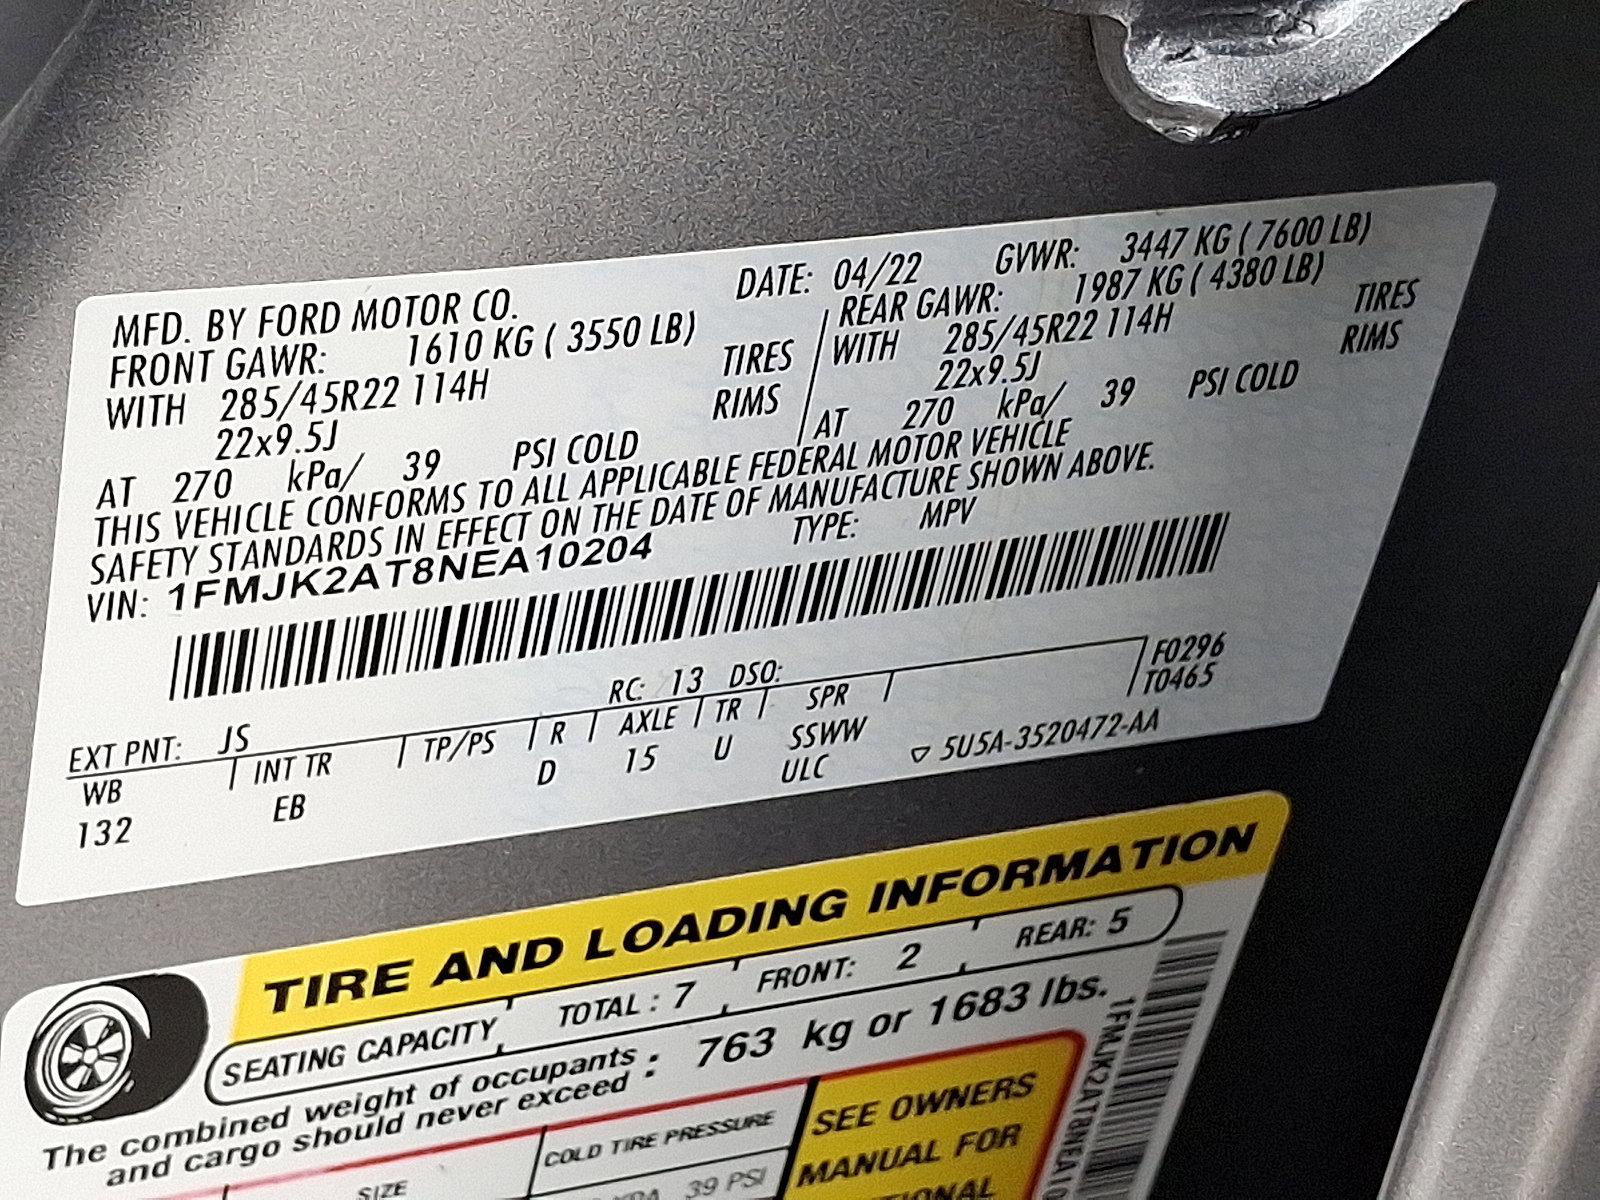 MFD. BY FORD MOTOR CO. DATE: 04/22 GVWR: 3447 KG ( 7600 LB)
FRONT GAWR: 1610 KG ( 3550 LB) REAR GAWR: 1987 KG ( 4380 LB)
WITH 285/45R22 114H TIRES WITH 285/45R22 114H TIRES
22x9.5J RIMS 22x9.5J RIMS
AT 270 kPa/ 39 PSI COLD AT 270 kPa/ 39 PSI COLD
THIS VEHICLE CONFORMS TO ALL APPLICABLE FEDERAL MOTOR VEHICLE
SAFETY STANDARDS IN EFFECT ON THE DATE OF MANUFACTURE SHOWN ABOVE.
VIN: 1FMJK2AT8NEA10204 TYPE: MPV
EXT PNT: JS RC: 13 DSO: F0296
WB INT TR TP/PS R AXLE TR SPR T0465
132 EB D 15 U SSWW
ULC ▽ 5U5A-3520472-AA
TIRE AND LOADING INFORMATION
SEATING CAPACITY TOTAL : 7 FRONT: 2 REAR: 5
The combined weight of occupants
and cargo should never exceed : 763 kg or 1683 lbs.
SIZE COLD TIRE PRESSURE SEE OWNERS
39 PSI MANUAL FOR
1FMJK2AT8NEA10